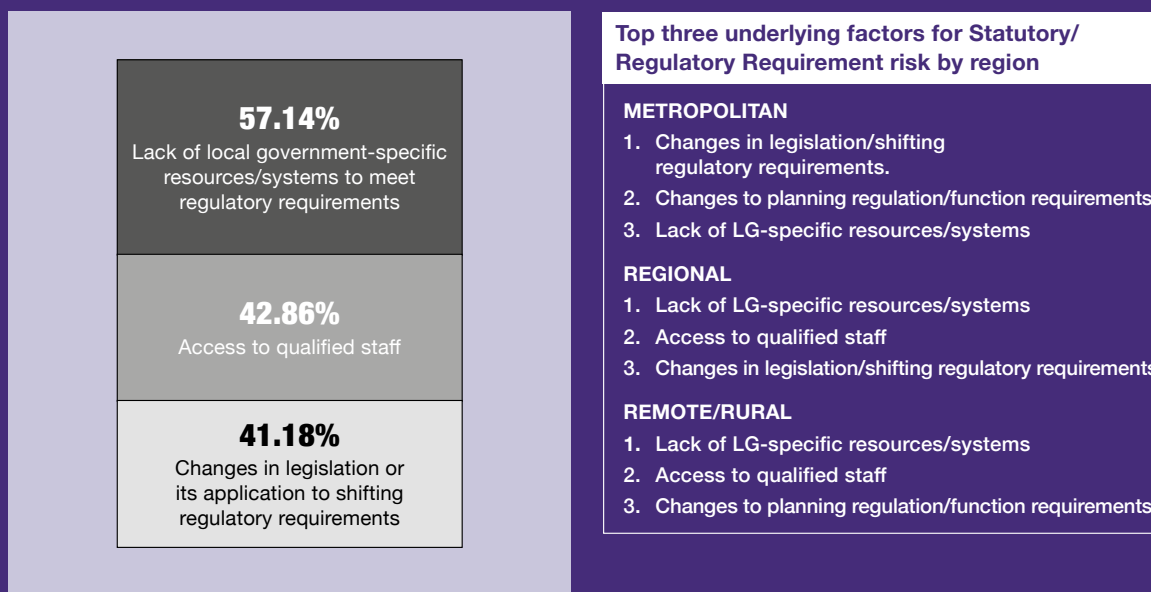 57.14%
Lack of local government-specific
resources/systems to meet
regulatory requirements
42.86%
Access to qualified staff
41.18%
Changes in legislation or
its application to shifting
regulatory requirements
Top three underlying factors for Statutory/
Regulatory Requirement risk by region
METROPOLITAN
1. Changes in legislation/shifting
regulatory requirements.
2. Changes to planning regulation/function requirements
3. Lack of LG-specific resources/systems
REGIONAL
1. Lack of LG-specific resources/systems
2. Access to qualified staff
3. Changes in legislation/shifting regulatory requirements
REMOTE/RURAL
1. Lack of LG-specific resources/systems
2. Access to qualified staff
3. Changes to planning regulation/function requirements